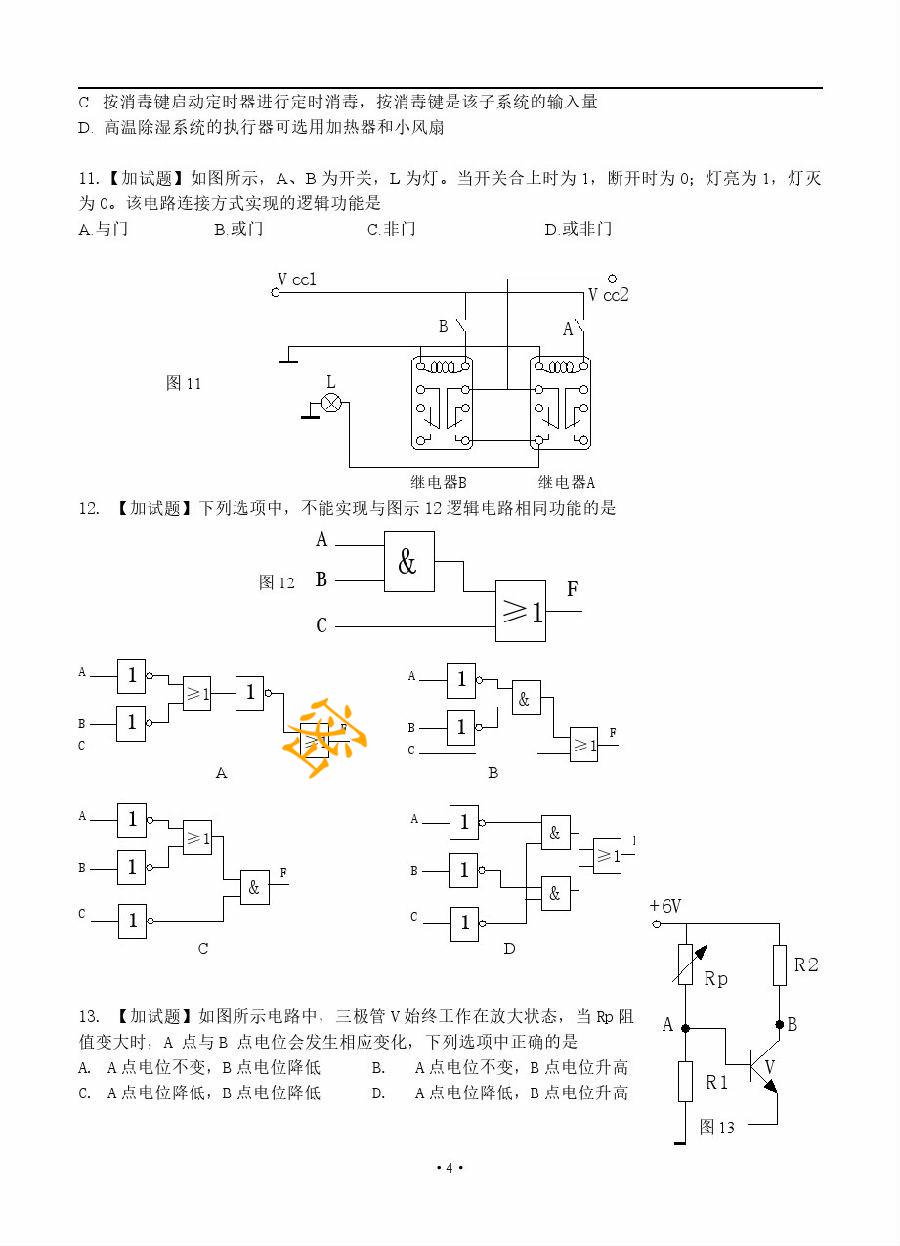 C 按消毒键启动定时器进行定时消毒，按消毒键是该子系统的输入量
D. 高温除湿系统的执行器可选用加热器和小风扇
11.【加试题】如图所示，A、B 为开关，L 为灯。当开关合上时为 1，断开时为 0；灯亮为 1，灯灭
为 0。该电路连接方式实现的逻辑功能是
A.与门 B.或门 C.非门 D.或非门
V cc1
V cc2
B A
图 11
L
继电器B 继电器A
12. 【加试题】下列选项中，不能实现与图示 12 逻辑电路相同功能的是
A
&
图 12 B
F
≥1
C
A 1
≥1 1
B 1
C
≥1 F
密
A
A 1
&
B 1
C
≥1 F
B
A 1
≥1
B 1
& F
C 1
C
A 1
&
≥1
B 1
&
C 1
D
+6V
Rp R2
A B
R1 V
图 13
13. 【加试题】如图所示电路中，三极管 V 始终工作在放大状态，当 Rp 阻
值变大时，A 点与 B 点电位会发生相应变化，下列选项中正确的是
A. A 点电位不变，B 点电位降低 B. A 点电位不变，B 点电位升高
C. A 点电位降低，B 点电位降低 D. A 点电位降低，B 点电位升高
·4·